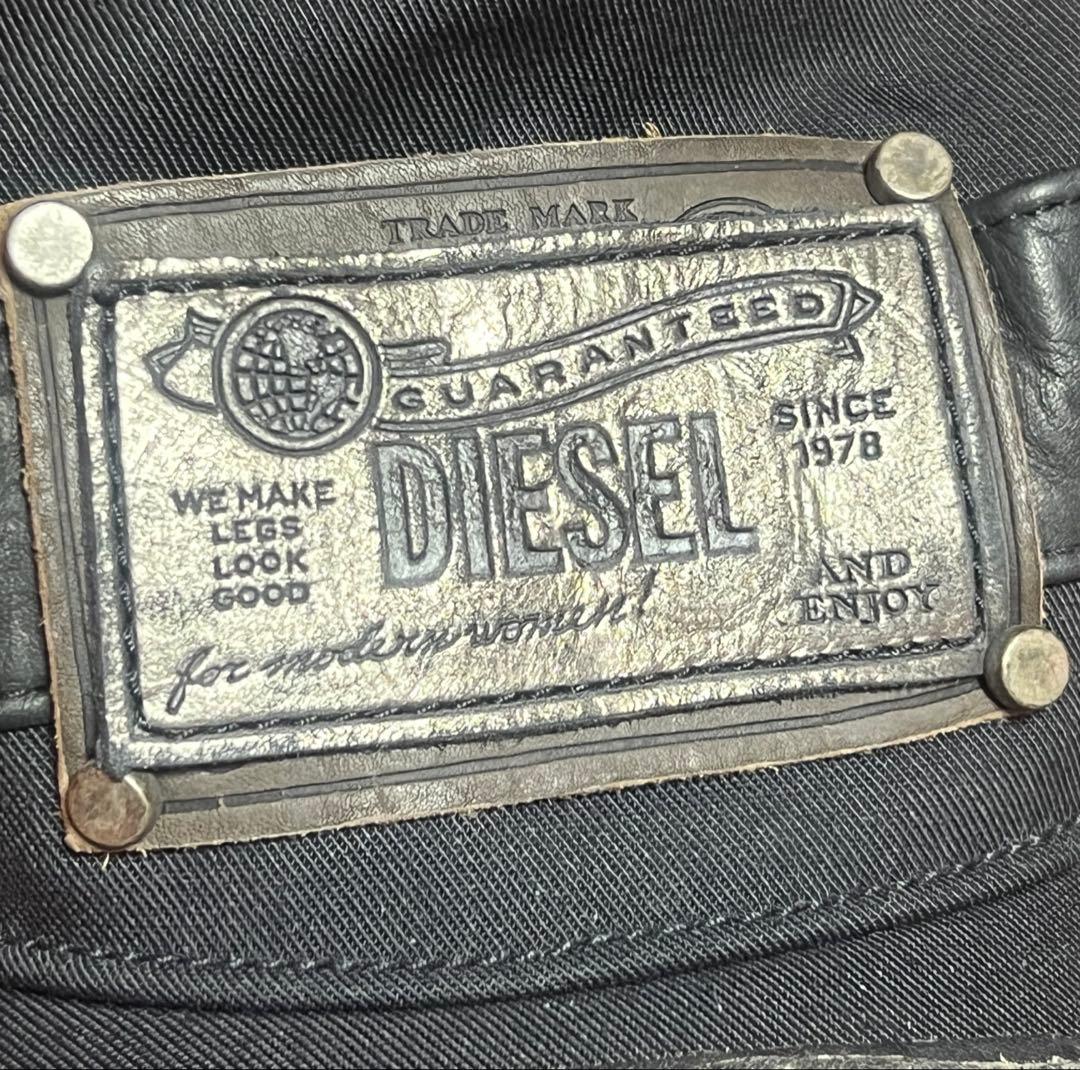 TRADE MARK
GUARANTEED
DIESEL
SINCE
1978
WE MAKE
LEGS
LOOK
GOOD
AND
ENJOY
for modern women!